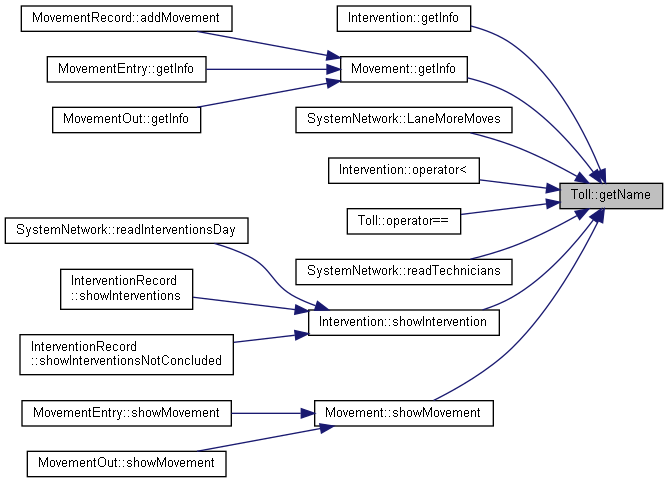 MovementRecord::addMovement
Intervention::getInfo
MovementEntry::getInfo
Movement::getInfo
MovementOut::getInfo
SystemNetwork::LaneMoreMoves
Intervention::operator<
Toll::getName
Toll::operator==
SystemNetwork::readInterventionsDay
SystemNetwork::readTechnicians
InterventionRecord
::showInterventions
Intervention::showIntervention
InterventionRecord
::showInterventionsNotConcluded
MovementEntry::showMovement
Movement::showMovement
MovementOut::showMovement